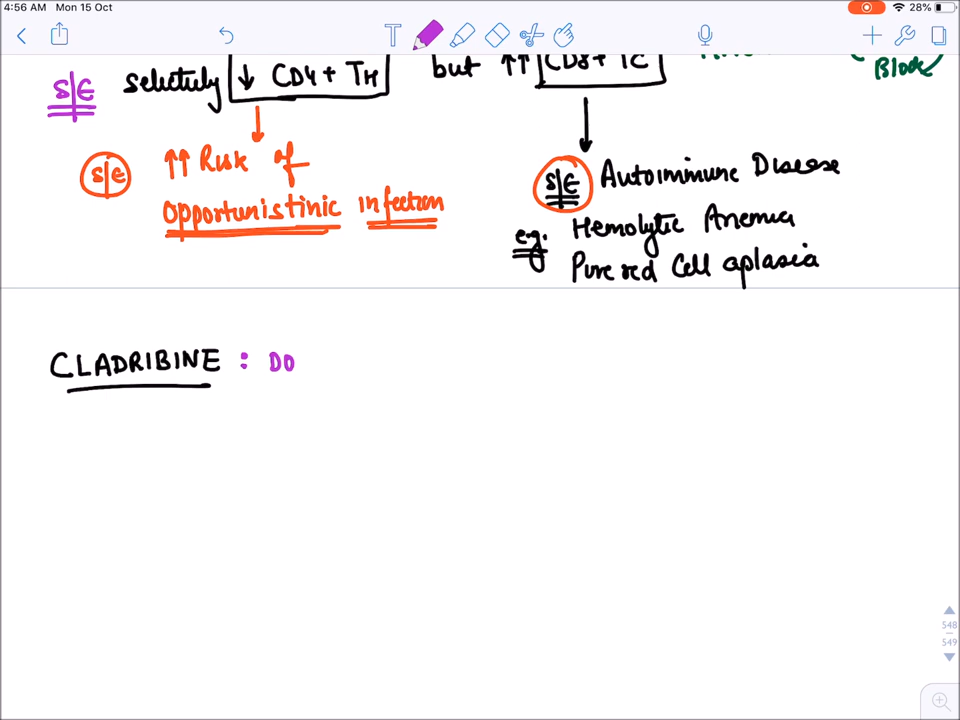 4:56 AM Mon 15 Oct 28%
T
S/E selectively ↓ CD4+ TH but ↑↑ CD8+ TC
Block
S/E ↑↑ Risk of
Opportunistinic infection
S/E Autoimmune Disease
e.g. Hemolytic Anemia
Pure red Cell aplasia
CLADRIBINE : DO
548
549